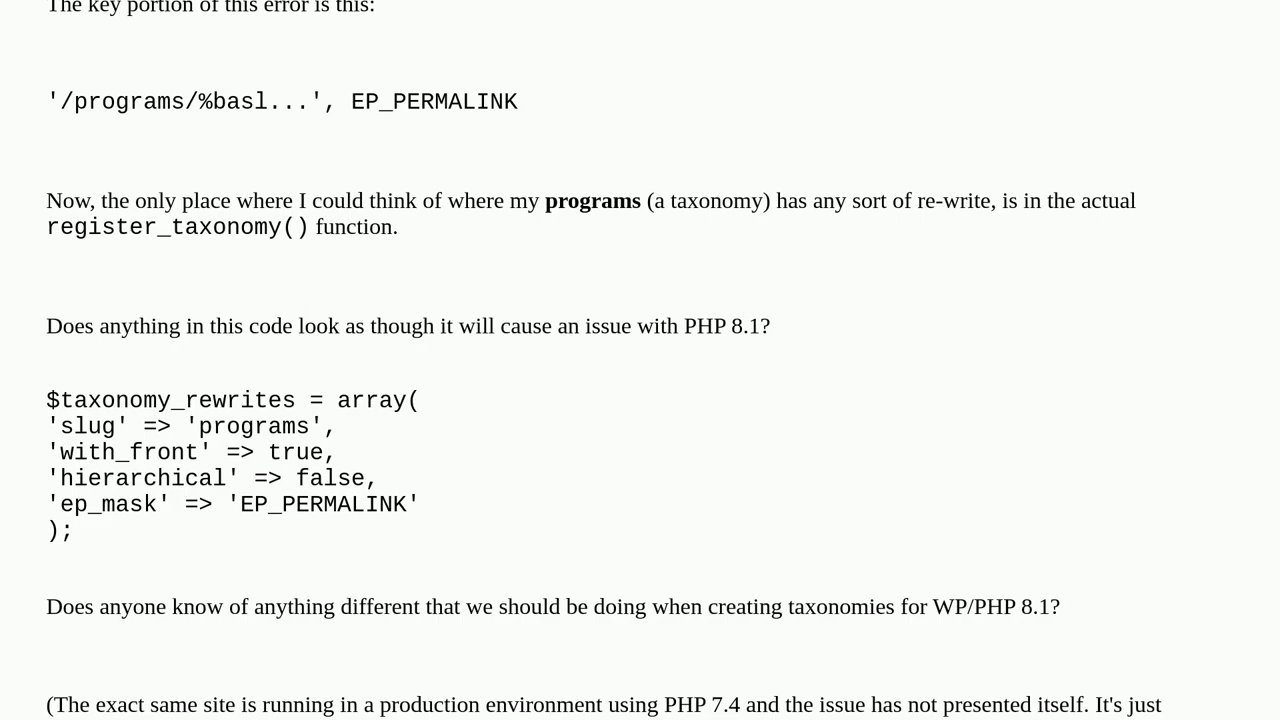 The key portion of this error is this:
'/programs/%basl...', EP_PERMALINK
Now, the only place where I could think of where my programs (a taxonomy) has any sort of re-write, is in the actual
register_taxonomy() function.
Does anything in this code look as though it will cause an issue with PHP 8.1?
$taxonomy_rewrites = array(
'slug' => 'programs',
'with_front' => true,
'hierarchical' => false,
'ep_mask' => 'EP_PERMALINK'
);
Does anyone know of anything different that we should be doing when creating taxonomies for WP/PHP 8.1?
(The exact same site is running in a production environment using PHP 7.4 and the issue has not presented itself. It's just